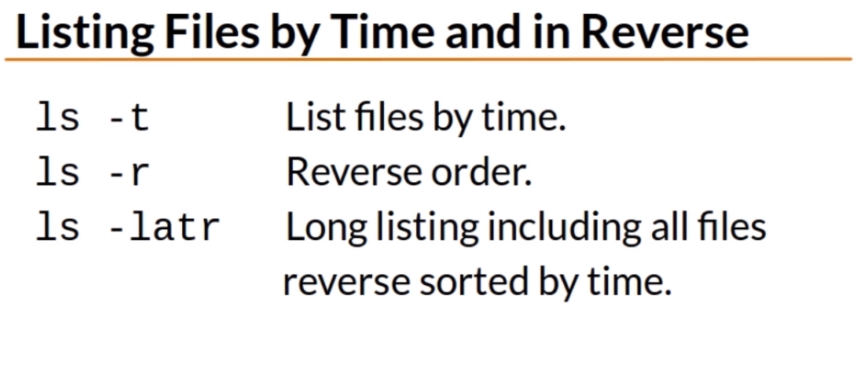 Listing Files by Time and in Reverse
ls -t List files by time.
ls -r Reverse order.
ls -latr Long listing including all files
reverse sorted by time.